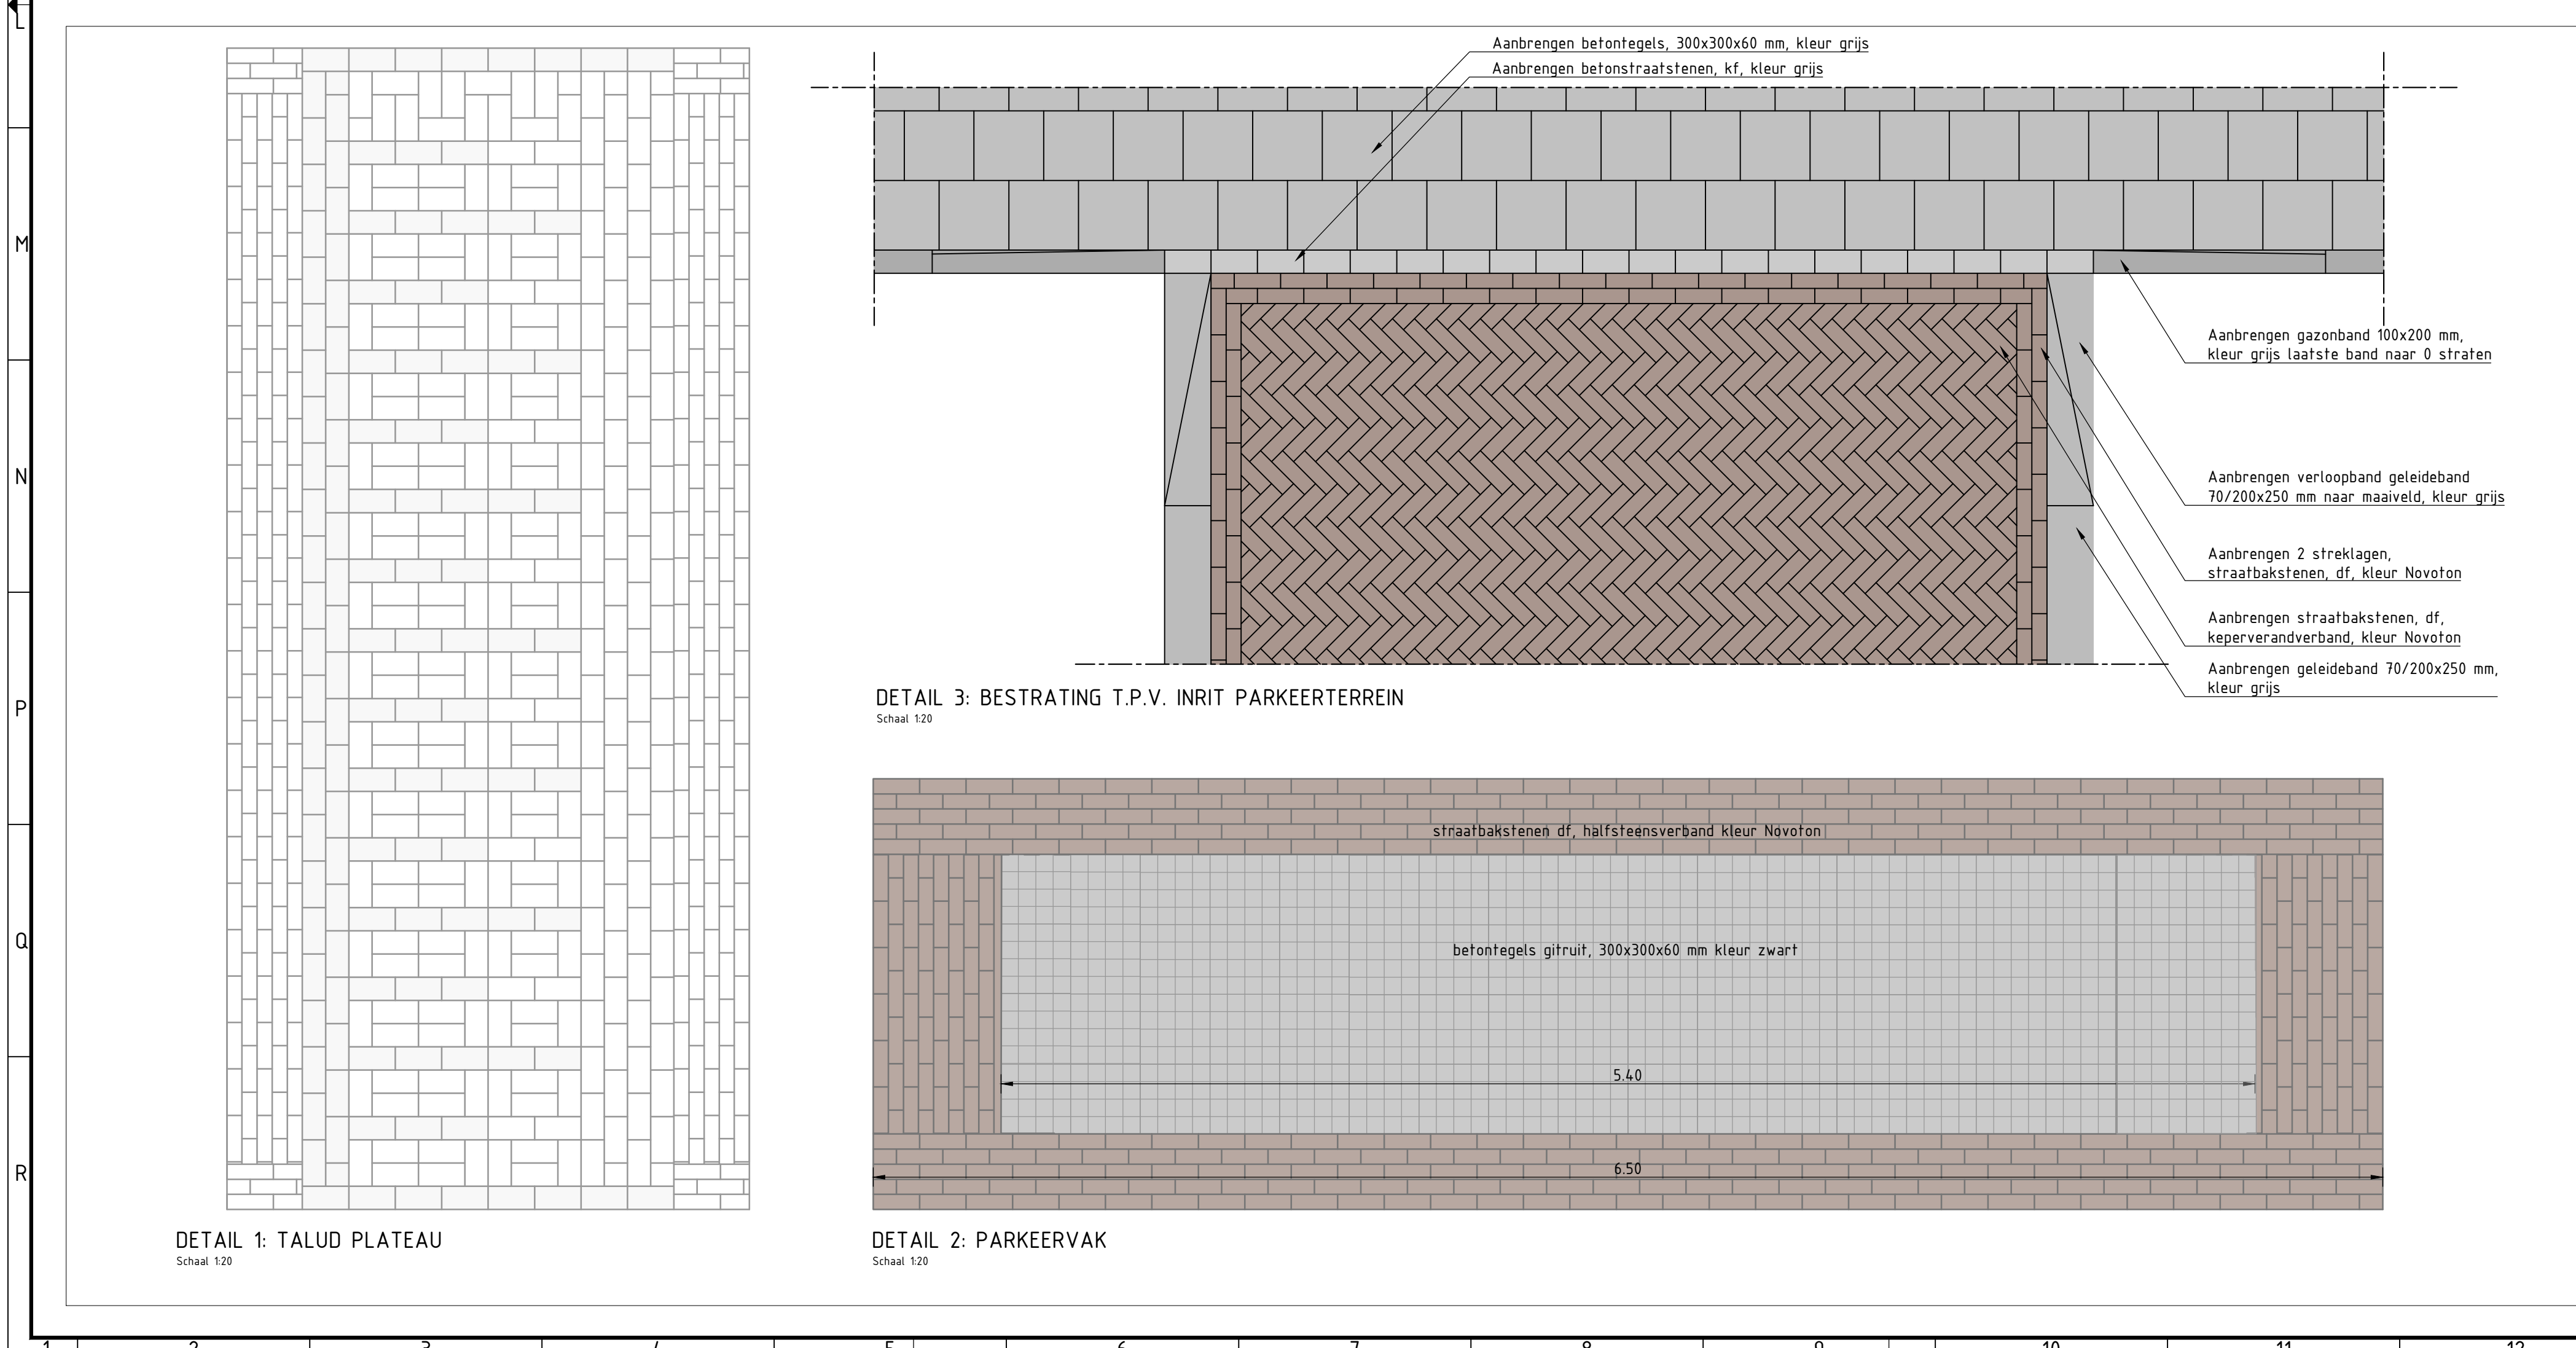 L
M
N
P
Q
R
Aanbrengen betontegels, 300x300x60 mm, kleur grijs
Aanbrengen betonstraatstenen, kf, kleur grijs
Aanbrengen gazonband 100x200 mm,
kleur grijs laatste band naar 0 straten
Aanbrengen verloopband geleideband
70/200x250 mm naar maaiveld, kleur grijs
Aanbrengen 2 streklagen,
straatbakstenen, df, kleur Novoton
Aanbrengen straatbakstenen, df,
keperverandverband, kleur Novoton
Aanbrengen geleideband 70/200x250 mm,
kleur grijs
DETAIL 3: BESTRATING T.P.V. INRIT PARKEERTERREIN
Schaal 1:20
straatbakstenen df, halfsteensverband kleur Novoton
betontegels gitruit, 300x300x60 mm kleur zwart
5.40
6.50
DETAIL 1: TALUD PLATEAU
Schaal 1:20
DETAIL 2: PARKEERVAK
Schaal 1:20
1 2 3 4 5 6 7 8 9 10 11 12